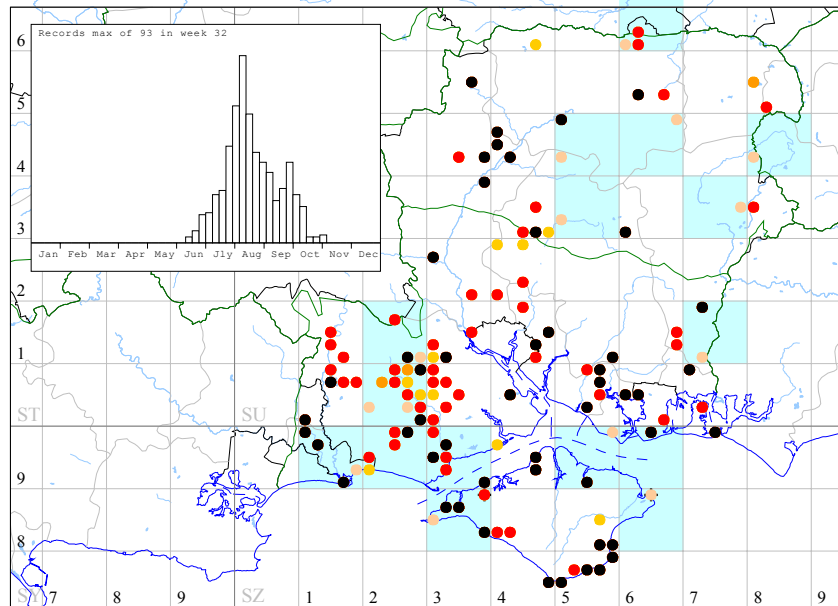 Records max of 93 in week 32
Jan Feb Mar Apr May Jun Jly Aug Sep Oct Nov Dec
6
5
4
3
2
1
ST SU
9
8
SY SZ
7 8 9 1 2 3 4 5 6 7 8 9